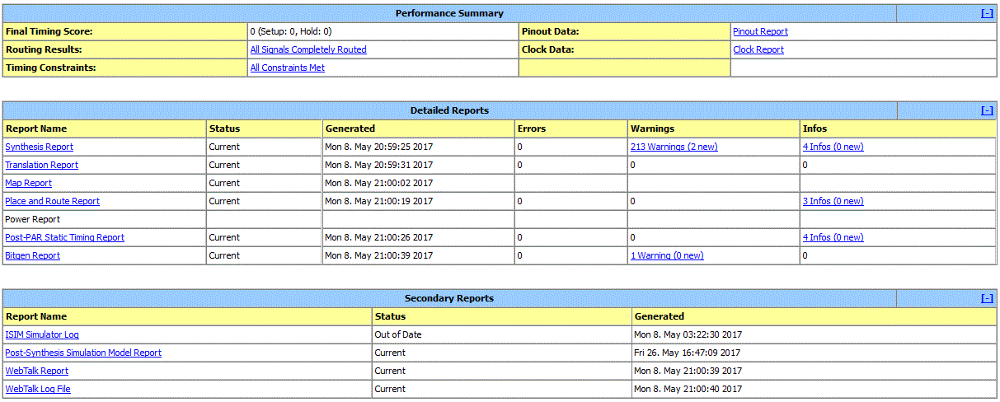 Performance Summary [-]
Final Timing Score: 0 (Setup: 0, Hold: 0) Pinout Data: Pinout Report
Routing Results: All Signals Completely Routed Clock Data: Clock Report
Timing Constraints: All Constraints Met
Detailed Reports [-]
Report Name Status Generated Errors Warnings Infos
Synthesis Report Current Mon 8. May 20:59:25 2017 0 213 Warnings (2 new) 4 Infos (0 new)
Translation Report Current Mon 8. May 20:59:31 2017 0 0 0
Map Report Current Mon 8. May 21:00:02 2017
Place and Route Report Current Mon 8. May 21:00:19 2017 0 0 3 Infos (0 new)
Power Report
Post-PAR Static Timing Report Current Mon 8. May 21:00:26 2017 0 0 4 Infos (0 new)
Bitgen Report Current Mon 8. May 21:00:39 2017 0 1 Warning (0 new) 0
Secondary Reports [-]
Report Name Status Generated
ISIM Simulator Log Out of Date Mon 8. May 03:22:30 2017
Post-Synthesis Simulation Model Report Current Fri 26. May 16:47:09 2017
WebTalk Report Current Mon 8. May 21:00:39 2017
WebTalk Log File Current Mon 8. May 21:00:40 2017